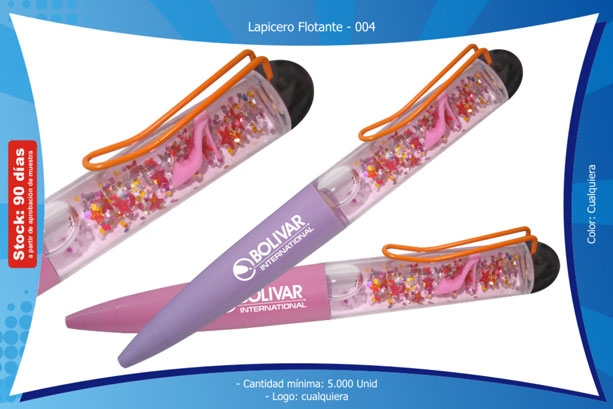 Lapicero Flotante - 004
Stock: 90 días
a partir de aprobación de muestra
Color: Cualquiera
BOLIVAR
INTERNATIONAL
BOLIVAR
INTERNATIONAL
- Cantidad mínima: 5.000 Unid
- Logo: cualquiera